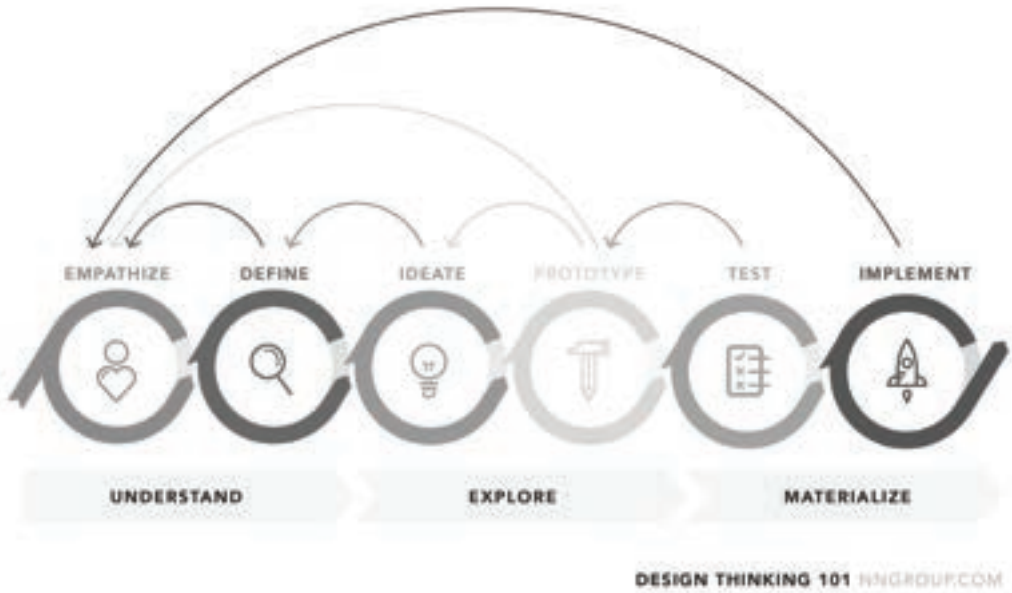 EMPATHIZE DEFINE IDEATE PROTOTYPE TEST IMPLEMENT
UNDERSTAND EXPLORE MATERIALIZE
DESIGN THINKING 101 NNGROUP.COM